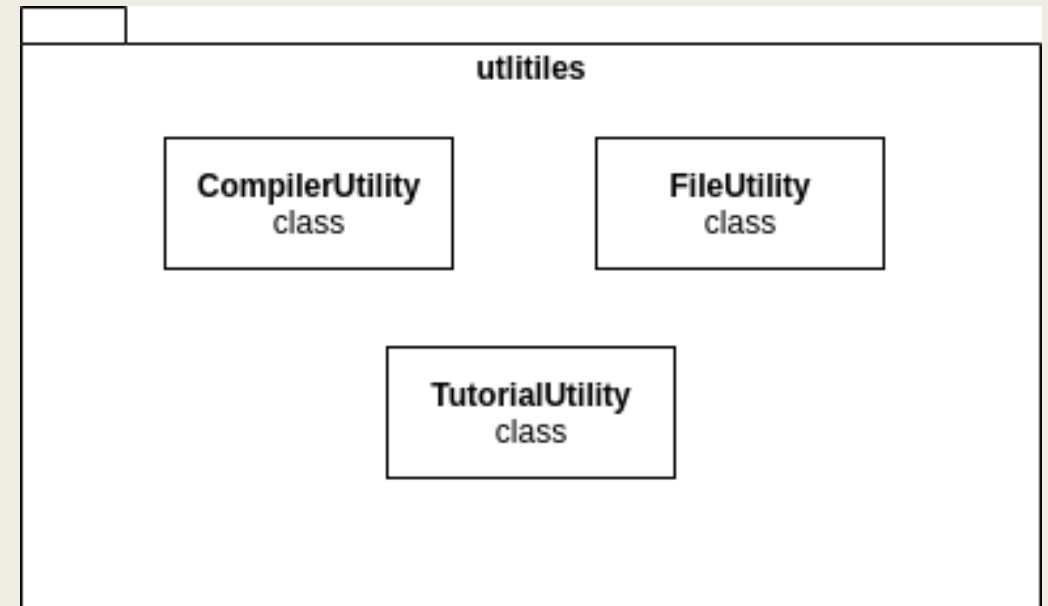 utlitiles
CompilerUtility
class
FileUtility
class
TutorialUtility
class